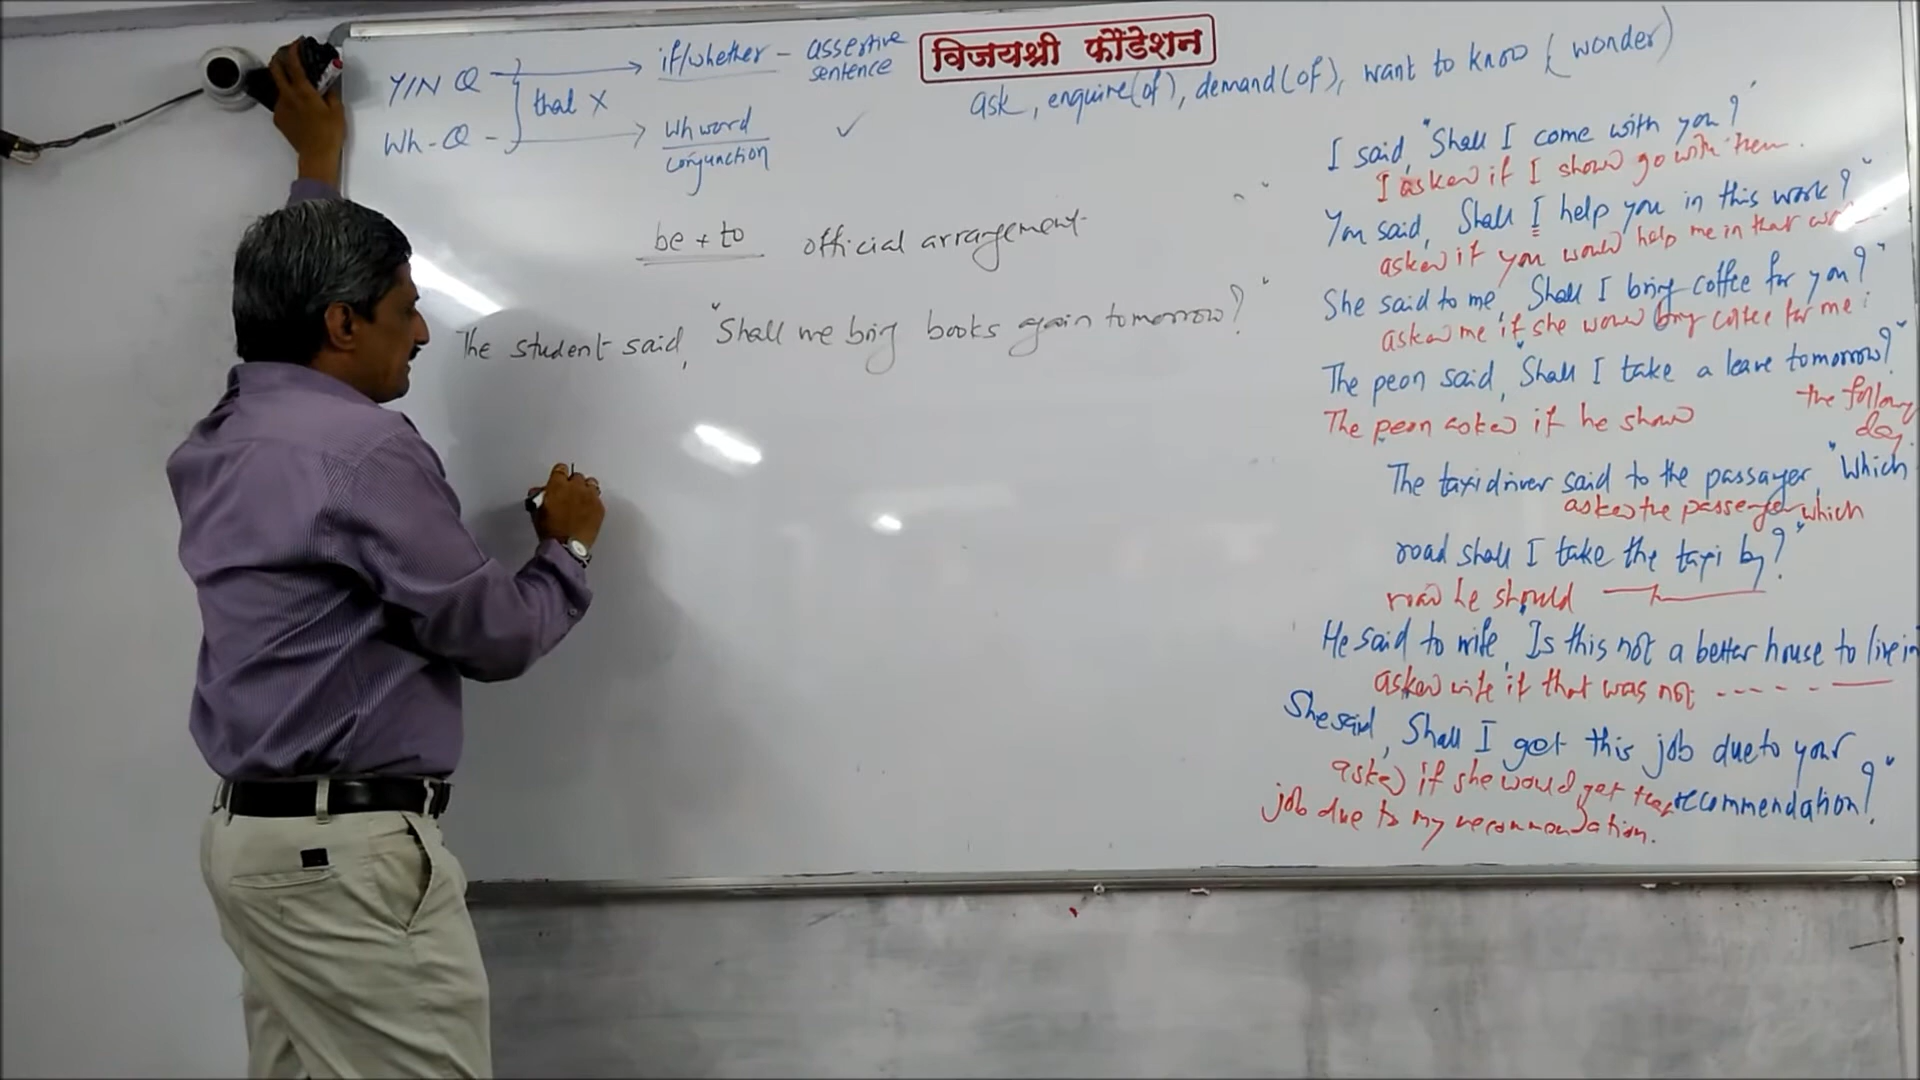 विजयश्री फौंडेशन
Y/N Q → if/whether - assertive sentence
that X
Wh-Q - → wh word / conjunction ✓
ask, enquire(of), demand(of), want to know (wonder)
be + to official arrangement
The student said, "Shall we bring books again tomorrow?"
I said, "Shall I come with you?"
I asked if I should go with them.
You said, Shall I help you in this work?"
asked if you would help me in that
She said to me, Shall I bring coffee for you?"
asked me if she would bring coffee for me
The peon said, "Shall I take a leave tomorrow?"
The peon asked if he should the following day.
The taxi driver said to the passenger, "Which
asked the passenger which
road shall I take the taxi by?"
road he should
He said to wife, "Is this not a better house to live in
asked wife if that was not - - - - -
She said, Shall I get this job due to your
asked if she would get that recommendation?"
job due to my recommendation.